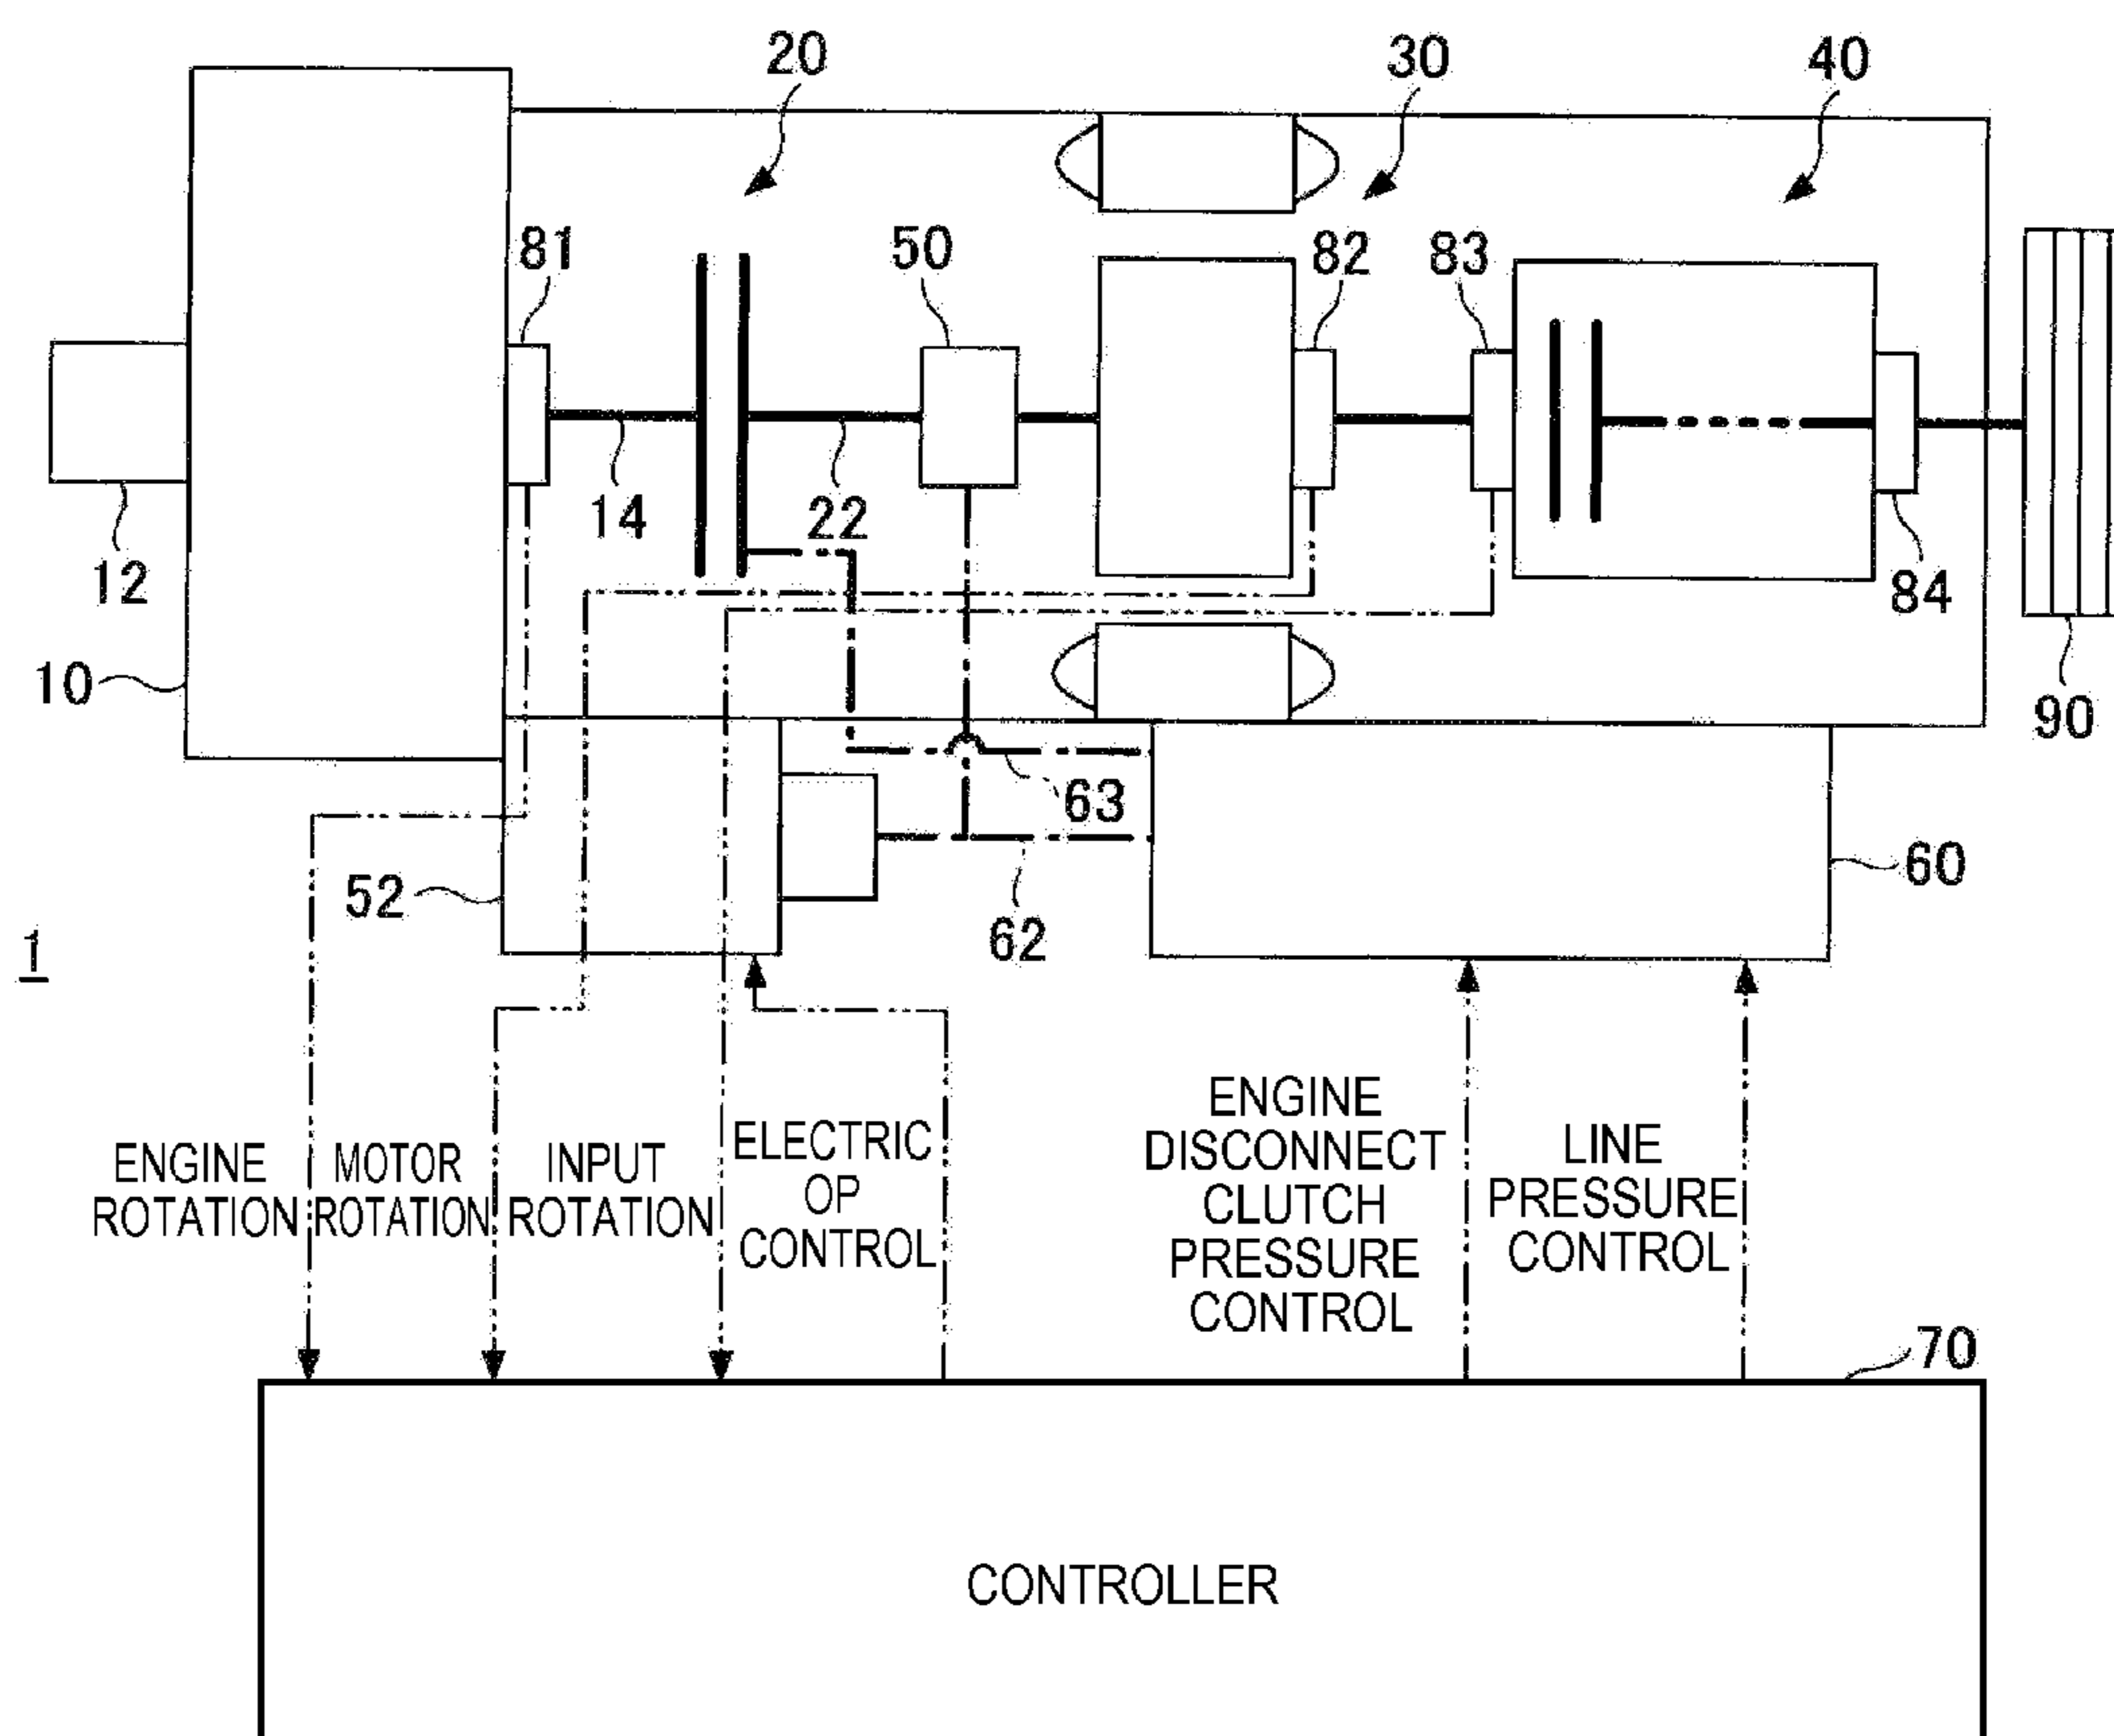 20
30
40
81
50
82
83
14
22
12
84
10
90
63
52
62
60
1
ENGINE
ROTATION
MOTOR
ROTATION
INPUT
ROTATION
ELECTRIC
OP
CONTROL
ENGINE
DISCONNECT
CLUTCH
PRESSURE
CONTROL
LINE
PRESSURE
CONTROL
70
CONTROLLER